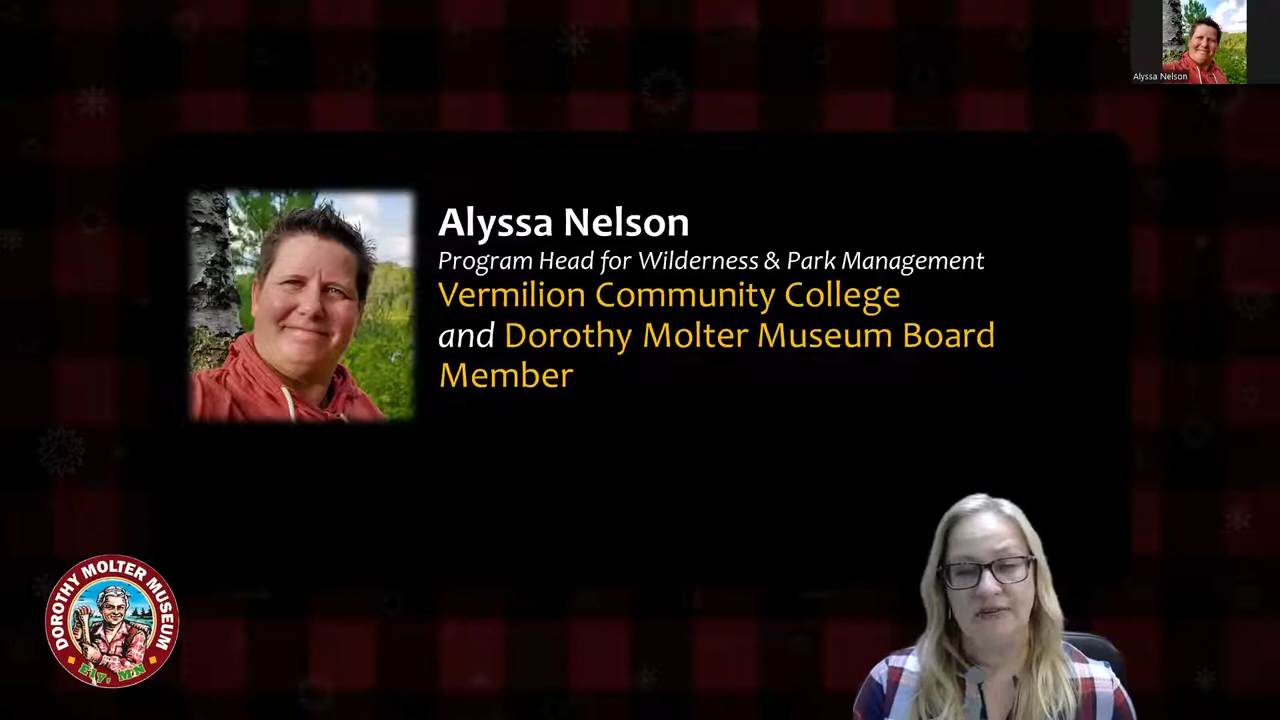 Alyssa Nelson
Alyssa Nelson
Program Head for Wilderness & Park Management
Vermilion Community College
and Dorothy Molter Museum Board
Member
DOROTHY MOLTER MUSEUM
Ely, MN